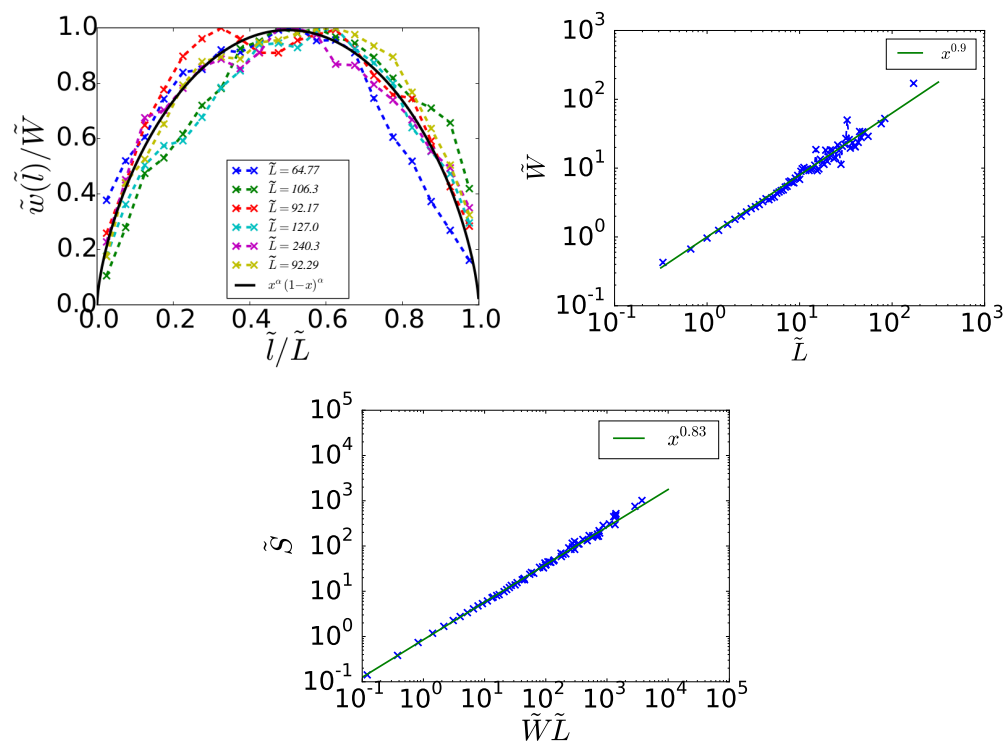 1.0
0.8
0.6
0.4
0.2
0.0
0.0 0.2 0.4 0.6 0.8 1.0
w̃(l̃)/W̃
l̃/L̃
L̃ = 64.77
L̃ = 106.3
L̃ = 92.17
L̃ = 127.0
L̃ = 240.3
L̃ = 92.29
x^α(1−x)^α
10^3
10^2
10^1
10^0
10^-1
10^-1 10^0 10^1 10^2 10^3
W̃
L̃
x^0.9
10^5
10^4
10^3
10^2
10^1
10^0
10^-1
10^-1 10^0 10^1 10^2 10^3 10^4 10^5
S̃
W̃L̃
x^0.83